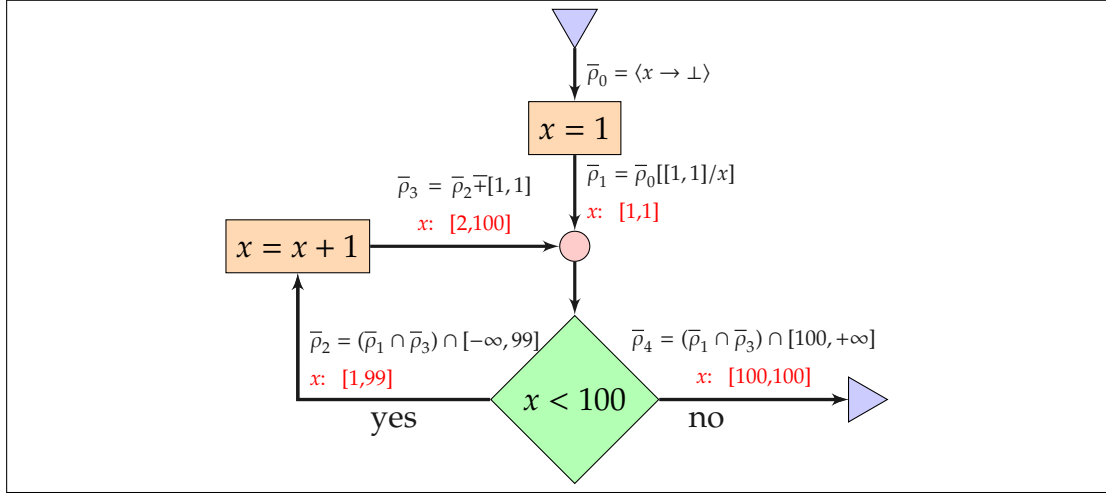 ρ̅₀ = ⟨x → ⊥⟩
x = 1
ρ̅₁ = ρ̅₀[[1, 1]/x]
x: [1,1]
ρ̅₃ = ρ̅₂∓[1, 1]
x: [2,100]
x = x + 1
ρ̅₂ = (ρ̅₁ ∩ ρ̅₃) ∩ [-∞, 99]
x: [1,99]
ρ̅₄ = (ρ̅₁ ∩ ρ̅₃) ∩ [100, +∞]
x: [100,100]
x < 100
yes
no